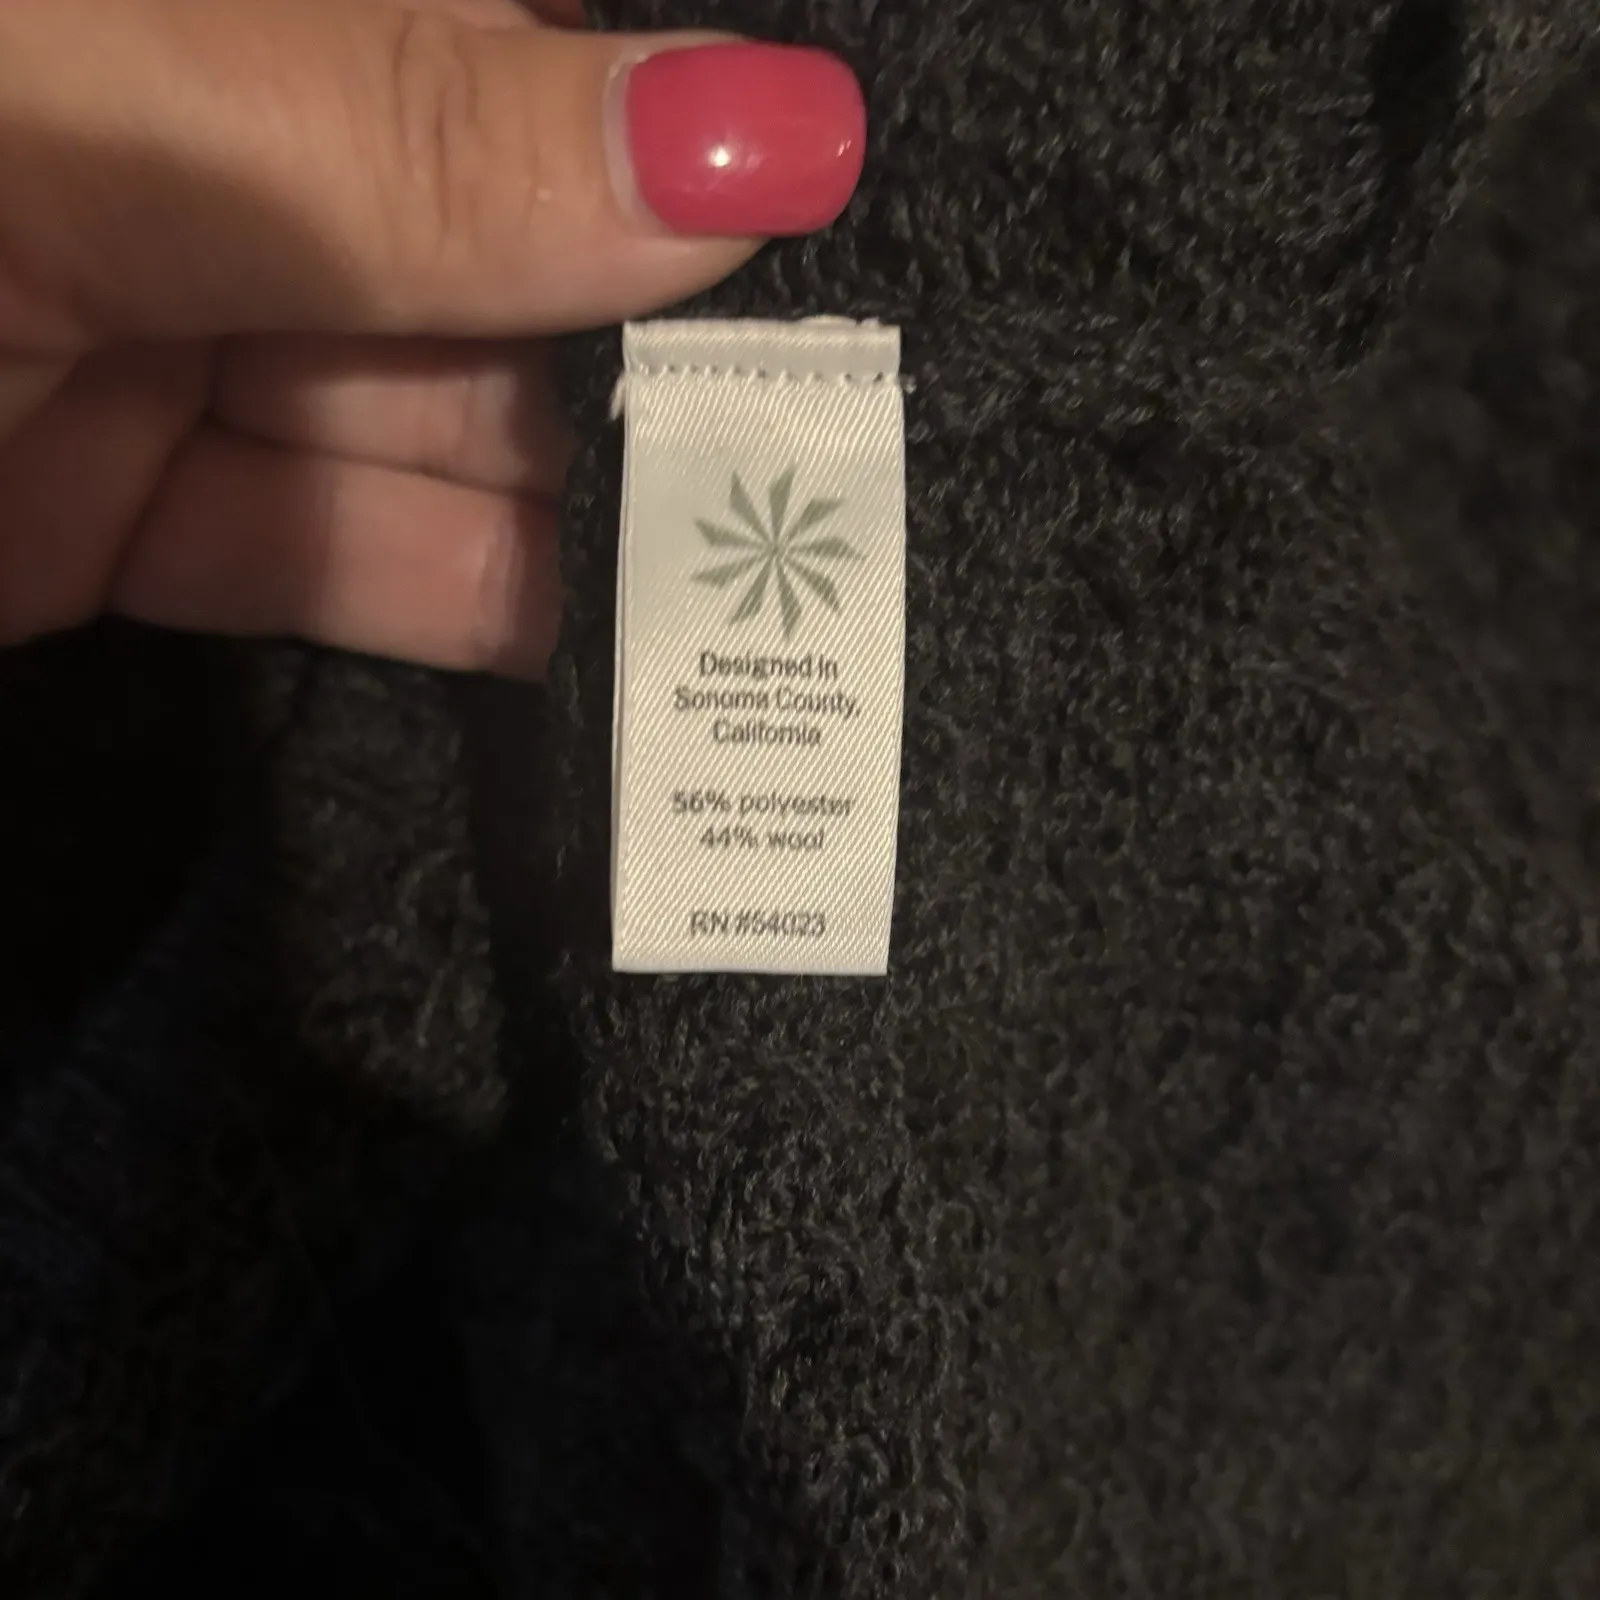 Designed in
Sonoma County,
California
56% polyester
44% wool
RN #54023